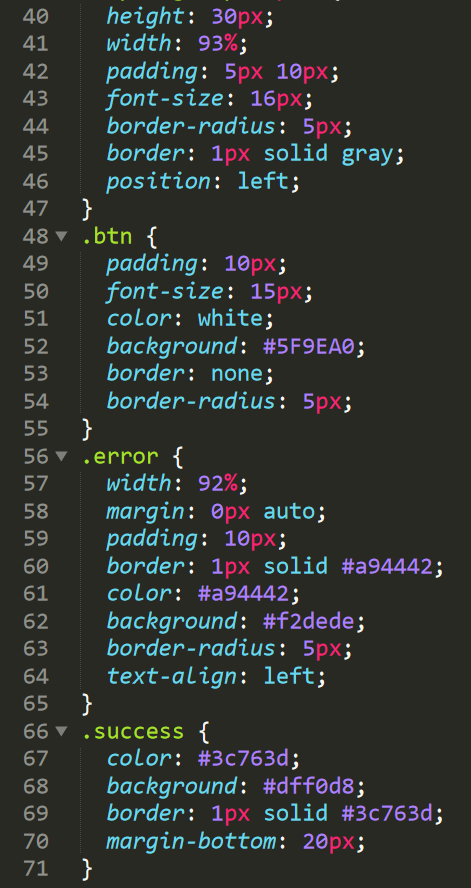 40 height: 30px;
41 width: 93%;
42 padding: 5px 10px;
43 font-size: 16px;
44 border-radius: 5px;
45 border: 1px solid gray;
46 position: left;
47 }
48 .btn {
49 padding: 10px;
50 font-size: 15px;
51 color: white;
52 background: #5F9EA0;
53 border: none;
54 border-radius: 5px;
55 }
56 .error {
57 width: 92%;
58 margin: 0px auto;
59 padding: 10px;
60 border: 1px solid #a94442;
61 color: #a94442;
62 background: #f2dede;
63 border-radius: 5px;
64 text-align: left;
65 }
66 .success {
67 color: #3c763d;
68 background: #dff0d8;
69 border: 1px solid #3c763d;
70 margin-bottom: 20px;
71 }